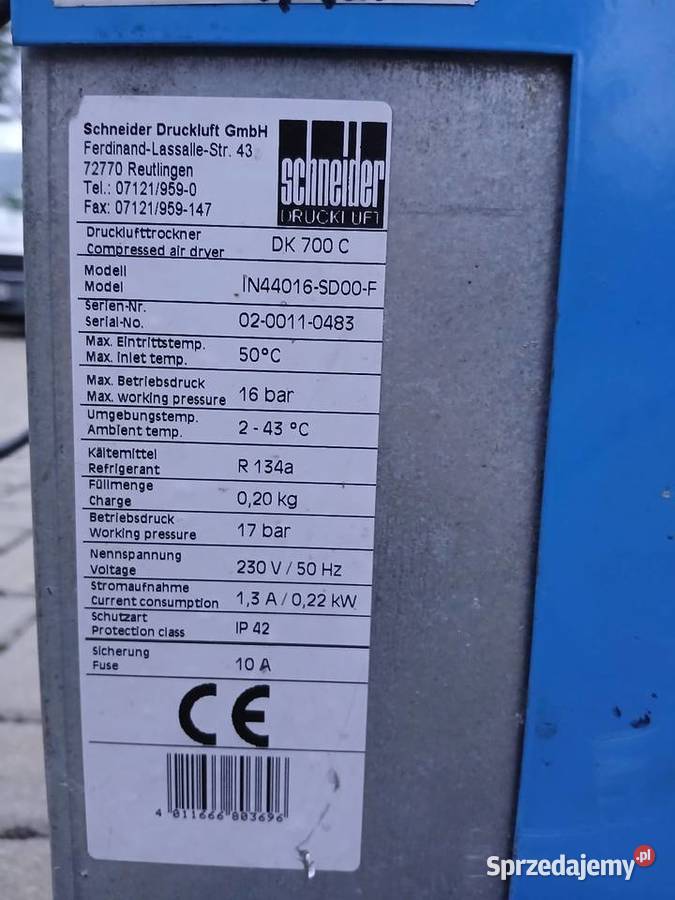 Schneider Druckluft GmbH
Ferdinand-Lassalle-Str. 43
72770 Reutlingen
Tel.: 07121/959-0
Fax: 07121/959-147
schneider
DRUCKLUFT
Drucklufttrockner
Compressed air dryer
DK 700 C
Modell
Model
IN44016-SD00-F
Serien-Nr.
Serial-No.
02-0011-0483
Max. Eintrittstemp.
Max. inlet temp.
50°C
Max. Betriebsdruck
Max. working pressure
16 bar
Umgebungstemp.
Ambient temp.
2 - 43 °C
Kältemittel
Refrigerant
R 134a
Füllmenge
Charge
0,20 kg
Betriebsdruck
Working pressure
17 bar
Nennspannung
Voltage
230 V / 50 Hz
Stromaufnahme
Current consumption
1,3 A / 0,22 kW
Schutzart
Protection class
IP 42
Sicherung
Fuse
10 A
CE
4 011666 803696
Sprzedajemy.pl